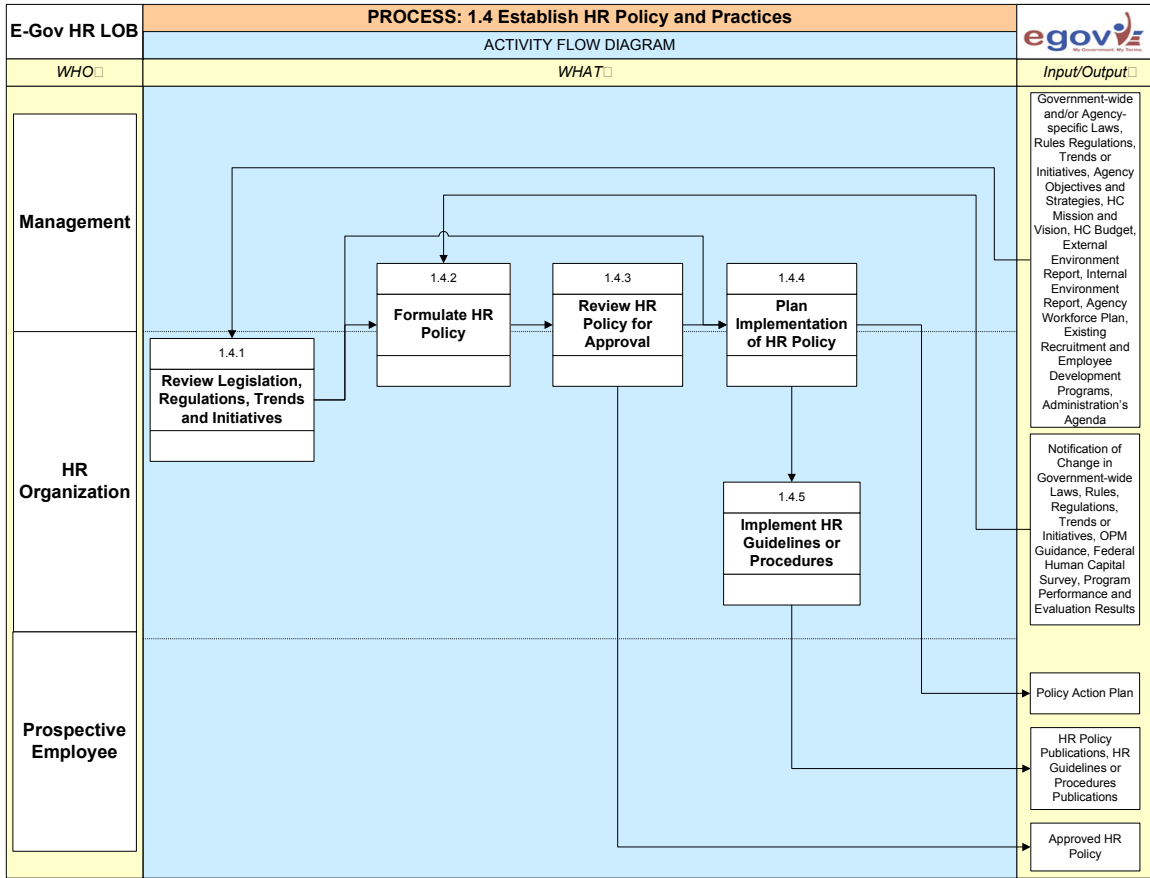 E-Gov HR LOB
PROCESS: 1.4 Establish HR Policy and Practices
ACTIVITY FLOW DIAGRAM
egov
My Government. My Terms.
WHO□
WHAT□
Input/Output□
Management
HR
Organization
Prospective
Employee
1.4.1
Review Legislation,
Regulations, Trends
and Initiatives
1.4.2
Formulate HR
Policy
1.4.3
Review HR
Policy for
Approval
1.4.4
Plan
Implementation
of HR Policy
1.4.5
Implement HR
Guidelines or
Procedures
Government-wide
and/or Agency-
specific Laws,
Rules Regulations,
Trends or
Initiatives, Agency
Objectives and
Strategies, HC
Mission and
Vision, HC Budget,
External
Environment
Report, Internal
Environment
Report, Agency
Workforce Plan,
Existing
Recruitment and
Employee
Development
Programs,
Administration's
Agenda
Notification of
Change in
Government-wide
Laws, Rules,
Regulations,
Trends or
Initiatives, OPM
Guidance, Federal
Human Capital
Survey, Program
Performance and
Evaluation Results
Policy Action Plan
HR Policy
Publications, HR
Guidelines or
Procedures
Publications
Approved HR
Policy